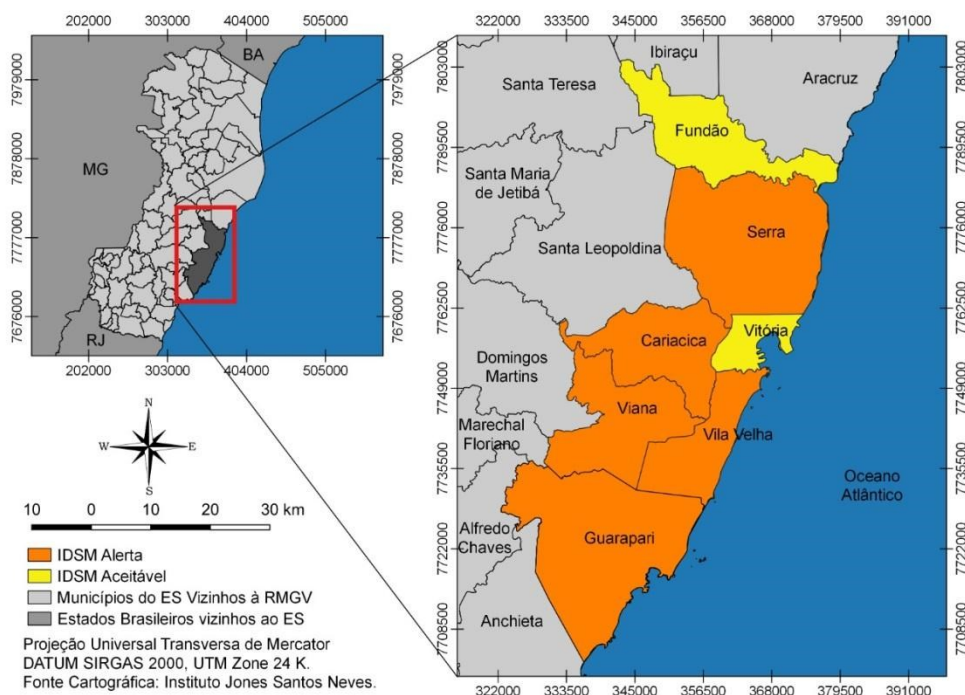 202000 303000 404000 505000
7979000
7878000
7777000
7676000
BA
MG
RJ
202000 303000 404000 505000
7979000
7878000
7777000
7676000
N
W E
S
10 0 10 20 30 km
IDSM Alerta
IDSM Aceitável
Municípios do ES Vizinhos à RMGV
Estados Brasileiros vizinhos ao ES
Projeção Universal Transversa de Mercator
DATUM SIRGAS 2000, UTM Zone 24 K.
Fonte Cartográfica: Instituto Jones Santos Neves.
322000 333500 345000 356500 368000 379500 391000
7803000
7789500
7776000
7762500
7749000
7735500
7722000
7708500
Ibiraçu
Santa Teresa
Aracruz
Fundão
Santa Maria
de Jetibá
Serra
Santa Leopoldina
Vitória
Cariacica
Domingos
Martins
Viana
Marechal
Floriano
Vila Velha
Oceano
Atlântico
Alfredo
Chaves
Guarapari
Anchieta
7803000
7789500
7776000
7762500
7749000
7735500
7722000
7708500
322000 333500 345000 356500 368000 379500 391000